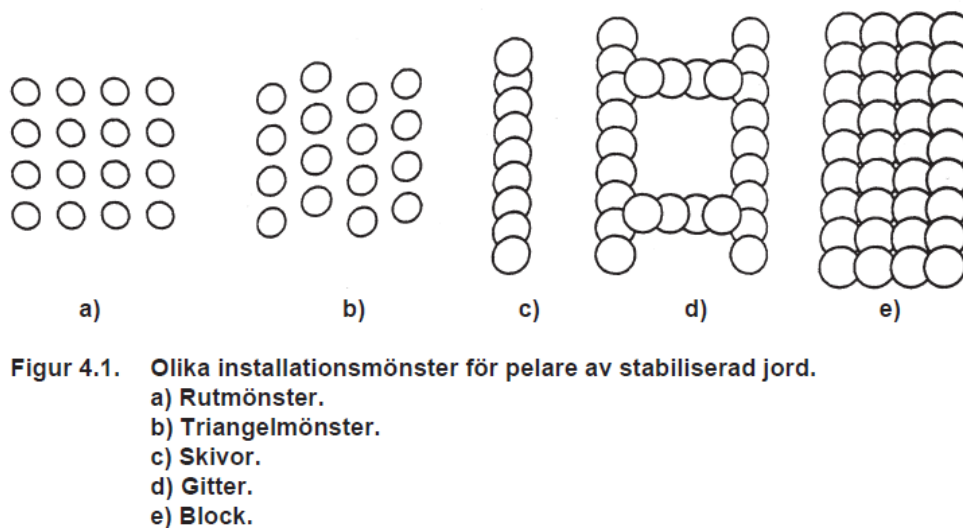 a) b) c) d) e)
Figur 4.1. Olika installationsmönster för pelare av stabiliserad jord.
a) Rutmönster.
b) Triangelmönster.
c) Skivor.
d) Gitter.
e) Block.